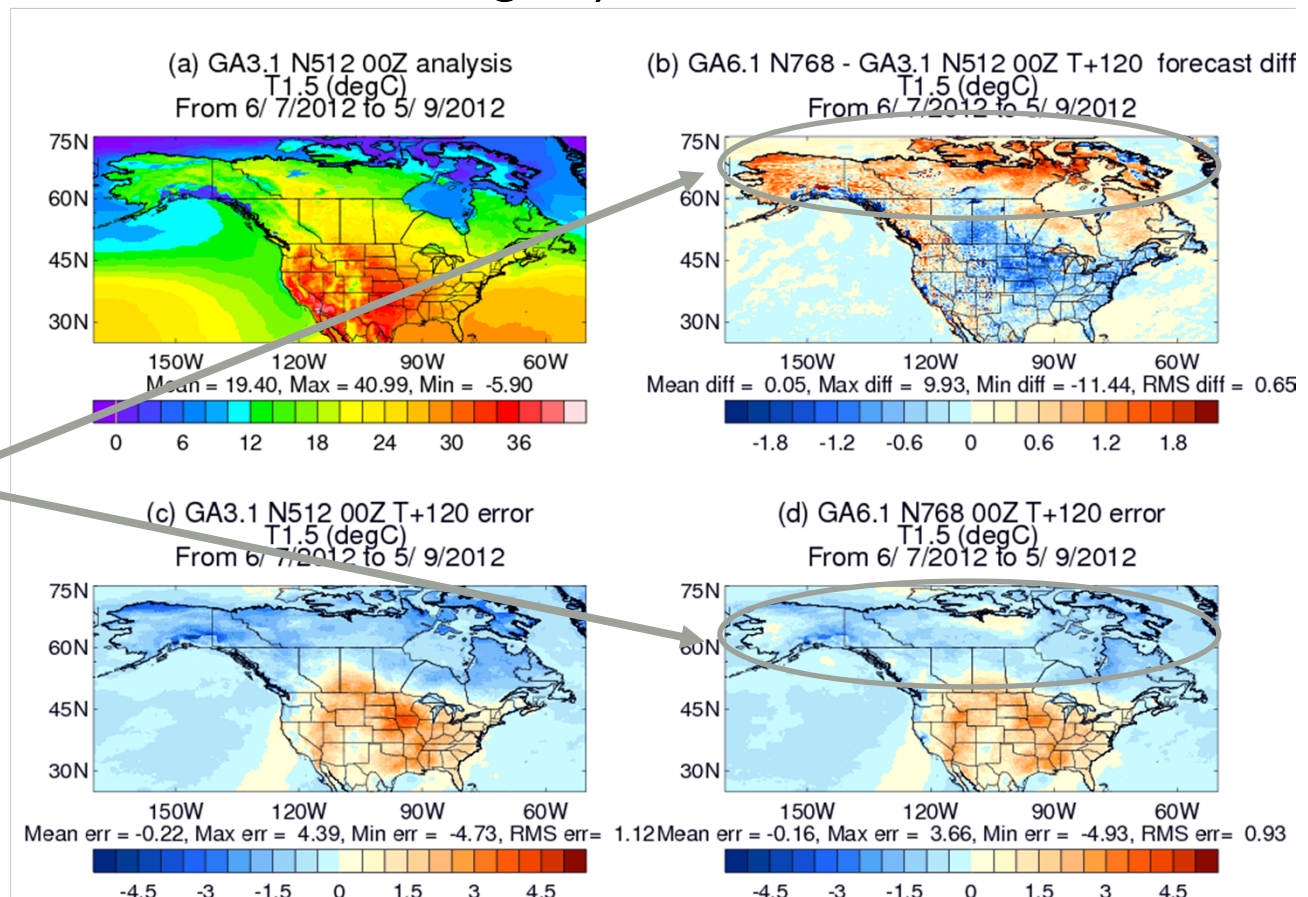 (a) GA3.1 N512 00Z analysis
T1.5 (degC)
From 6/ 7/2012 to 5/ 9/2012
75N
60N
45N
30N
150W 120W 90W 60W
Mean = 19.40, Max = 40.99, Min = -5.90
0 6 12 18 24 30 36
(b) GA6.1 N768 - GA3.1 N512 00Z T+120 forecast diff
T1.5 (degC)
From 6/ 7/2012 to 5/ 9/2012
75N
60N
45N
30N
150W 120W 90W 60W
Mean diff = 0.05, Max diff = 9.93, Min diff = -11.44, RMS diff = 0.65
-1.8 -1.2 -0.6 0 0.6 1.2 1.8
(c) GA3.1 N512 00Z T+120 error
T1.5 (degC)
From 6/ 7/2012 to 5/ 9/2012
75N
60N
45N
30N
150W 120W 90W 60W
Mean err = -0.22, Max err = 4.39, Min err = -4.73, RMS err= 1.12
-4.5 -3 -1.5 0 1.5 3 4.5
(d) GA6.1 N768 00Z T+120 error
T1.5 (degC)
From 6/ 7/2012 to 5/ 9/2012
75N
60N
45N
30N
150W 120W 90W 60W
Mean err = -0.16, Max err = 3.66, Min err = -4.93, RMS err= 0.93
-4.5 -3 -1.5 0 1.5 3 4.5